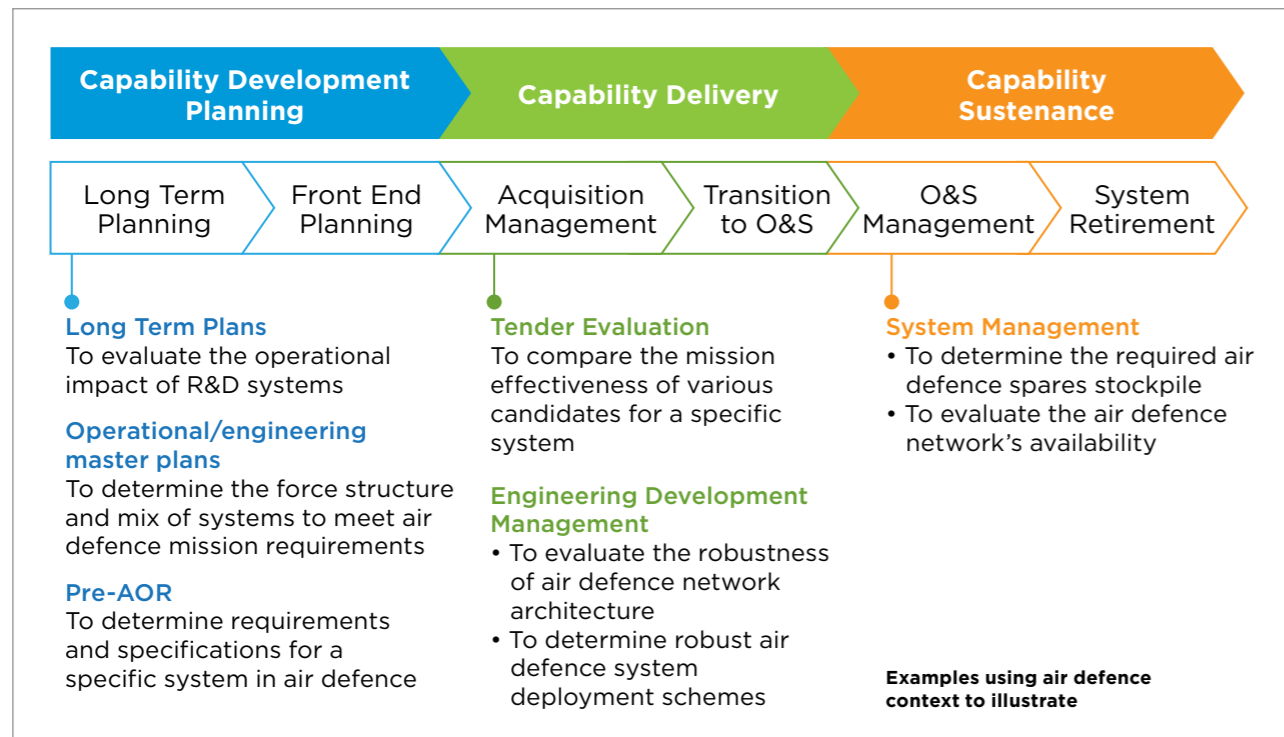 Capability Development
Planning
Capability Delivery
Capability
Sustenance
Long Term
Planning
Front End
Planning
Acquisition
Management
Transition
to O&S
O&S
Management
System
Retirement
Long Term Plans
To evaluate the operational
impact of R&D systems
Operational/engineering
master plans
To determine the force structure
and mix of systems to meet air
defence mission requirements
Pre-AOR
To determine requirements
and specifications for a
specific system in air defence
Tender Evaluation
To compare the mission
effectiveness of various
candidates for a specific
system
Engineering Development
Management
• To evaluate the robustness
of air defence network
architecture
• To determine robust air
defence system
deployment schemes
System Management
• To determine the required air
defence spares stockpile
• To evaluate the air defence
network's availability
Examples using air defence
context to illustrate